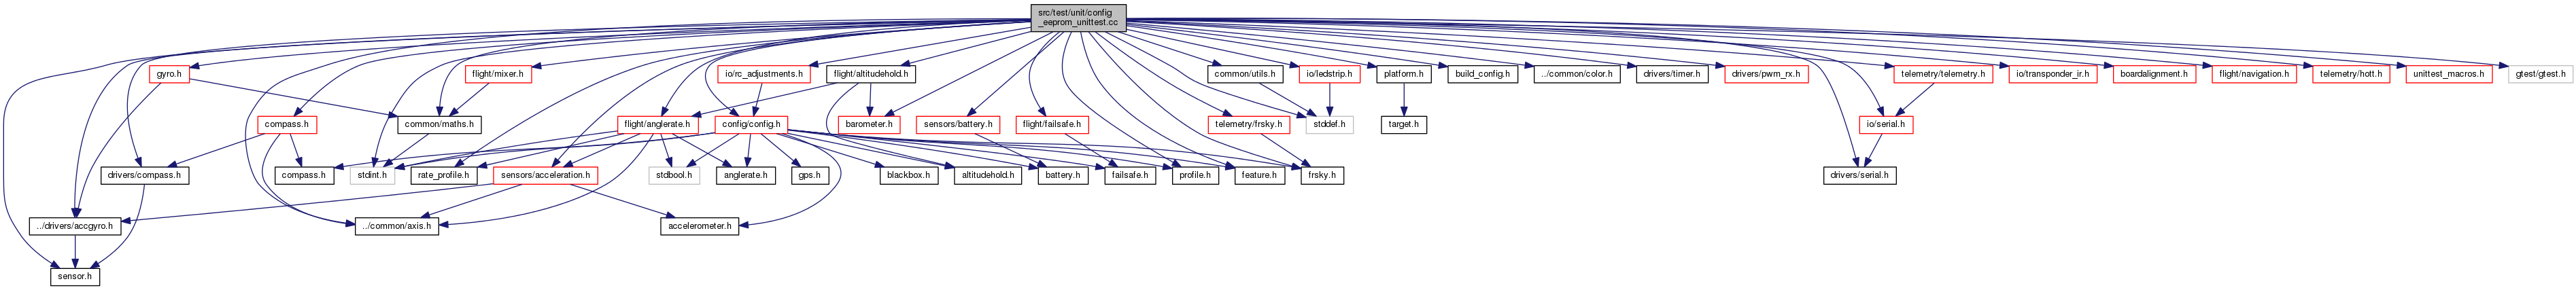 src/test/unit/config
_eeprom_unittest.cc
gyro.h
flight/mixer.h
io/rc_adjustments.h
flight/altitudehold.h
common/utils.h
io/ledstrip.h
platform.h
build_config.h
../common/color.h
drivers/timer.h
drivers/pwm_rx.h
telemetry/telemetry.h
io/transponder_ir.h
boardalignment.h
flight/navigation.h
telemetry/hott.h
unittest_macros.h
gtest/gtest.h
compass.h
common/maths.h
flight/anglerate.h
config/config.h
barometer.h
sensors/battery.h
flight/failsafe.h
telemetry/frsky.h
stddef.h
target.h
io/serial.h
drivers/compass.h
compass.h
stdint.h
rate_profile.h
sensors/acceleration.h
stdbool.h
anglerate.h
gps.h
blackbox.h
altitudehold.h
battery.h
failsafe.h
profile.h
feature.h
frsky.h
drivers/serial.h
../drivers/accgyro.h
../common/axis.h
accelerometer.h
sensor.h